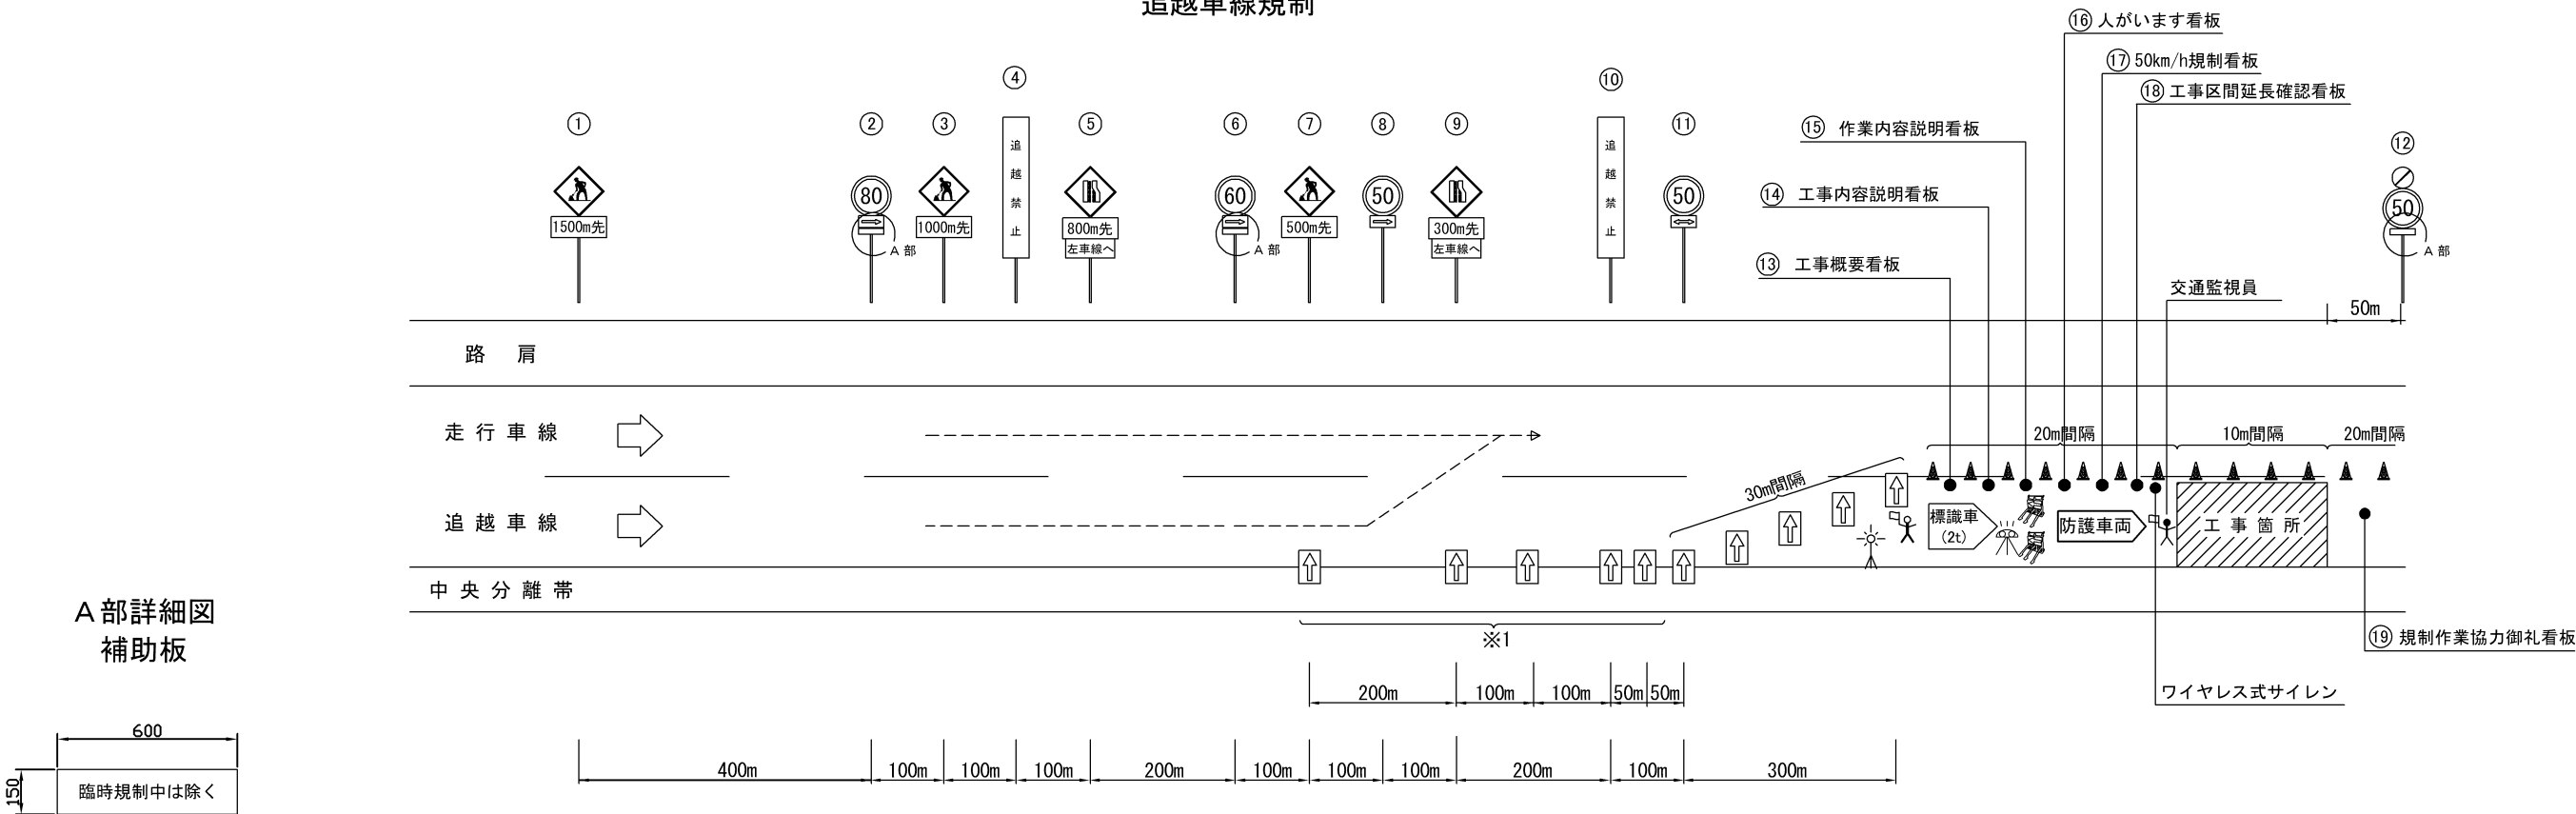 追越車線規制
⑯ 人がいます看板
⑰ 50km/h規制看板
⑱ 工事区間延長確認看板
④
⑩
① ② ③ ⑤ ⑥ ⑦ ⑧ ⑨ ⑪
⑮ 作業内容説明看板
⑫
追越禁止
追越禁止
80
60
50
50
50
⑭ 工事内容説明看板
1500m先
1000m先
800m先
左車線へ
500m先
300m先
左車線へ
A 部
A 部
A 部
⑬ 工事概要看板
交通監視員
50m
路 肩
走 行 車 線
20m間隔
10m間隔
20m間隔
30m間隔
追 越 車 線
標識車
(2t)
防護車両
工 事 箇 所
中 央 分 離 帯
A部詳細図
補助板
※1
⑲ 規制作業協力御礼看板
200m 100m 100m 50m 50m
ワイヤレス式サイレン
600
150
臨時規制中は除く
400m 100m 100m 100m 200m 100m 100m 100m 200m 100m 300m